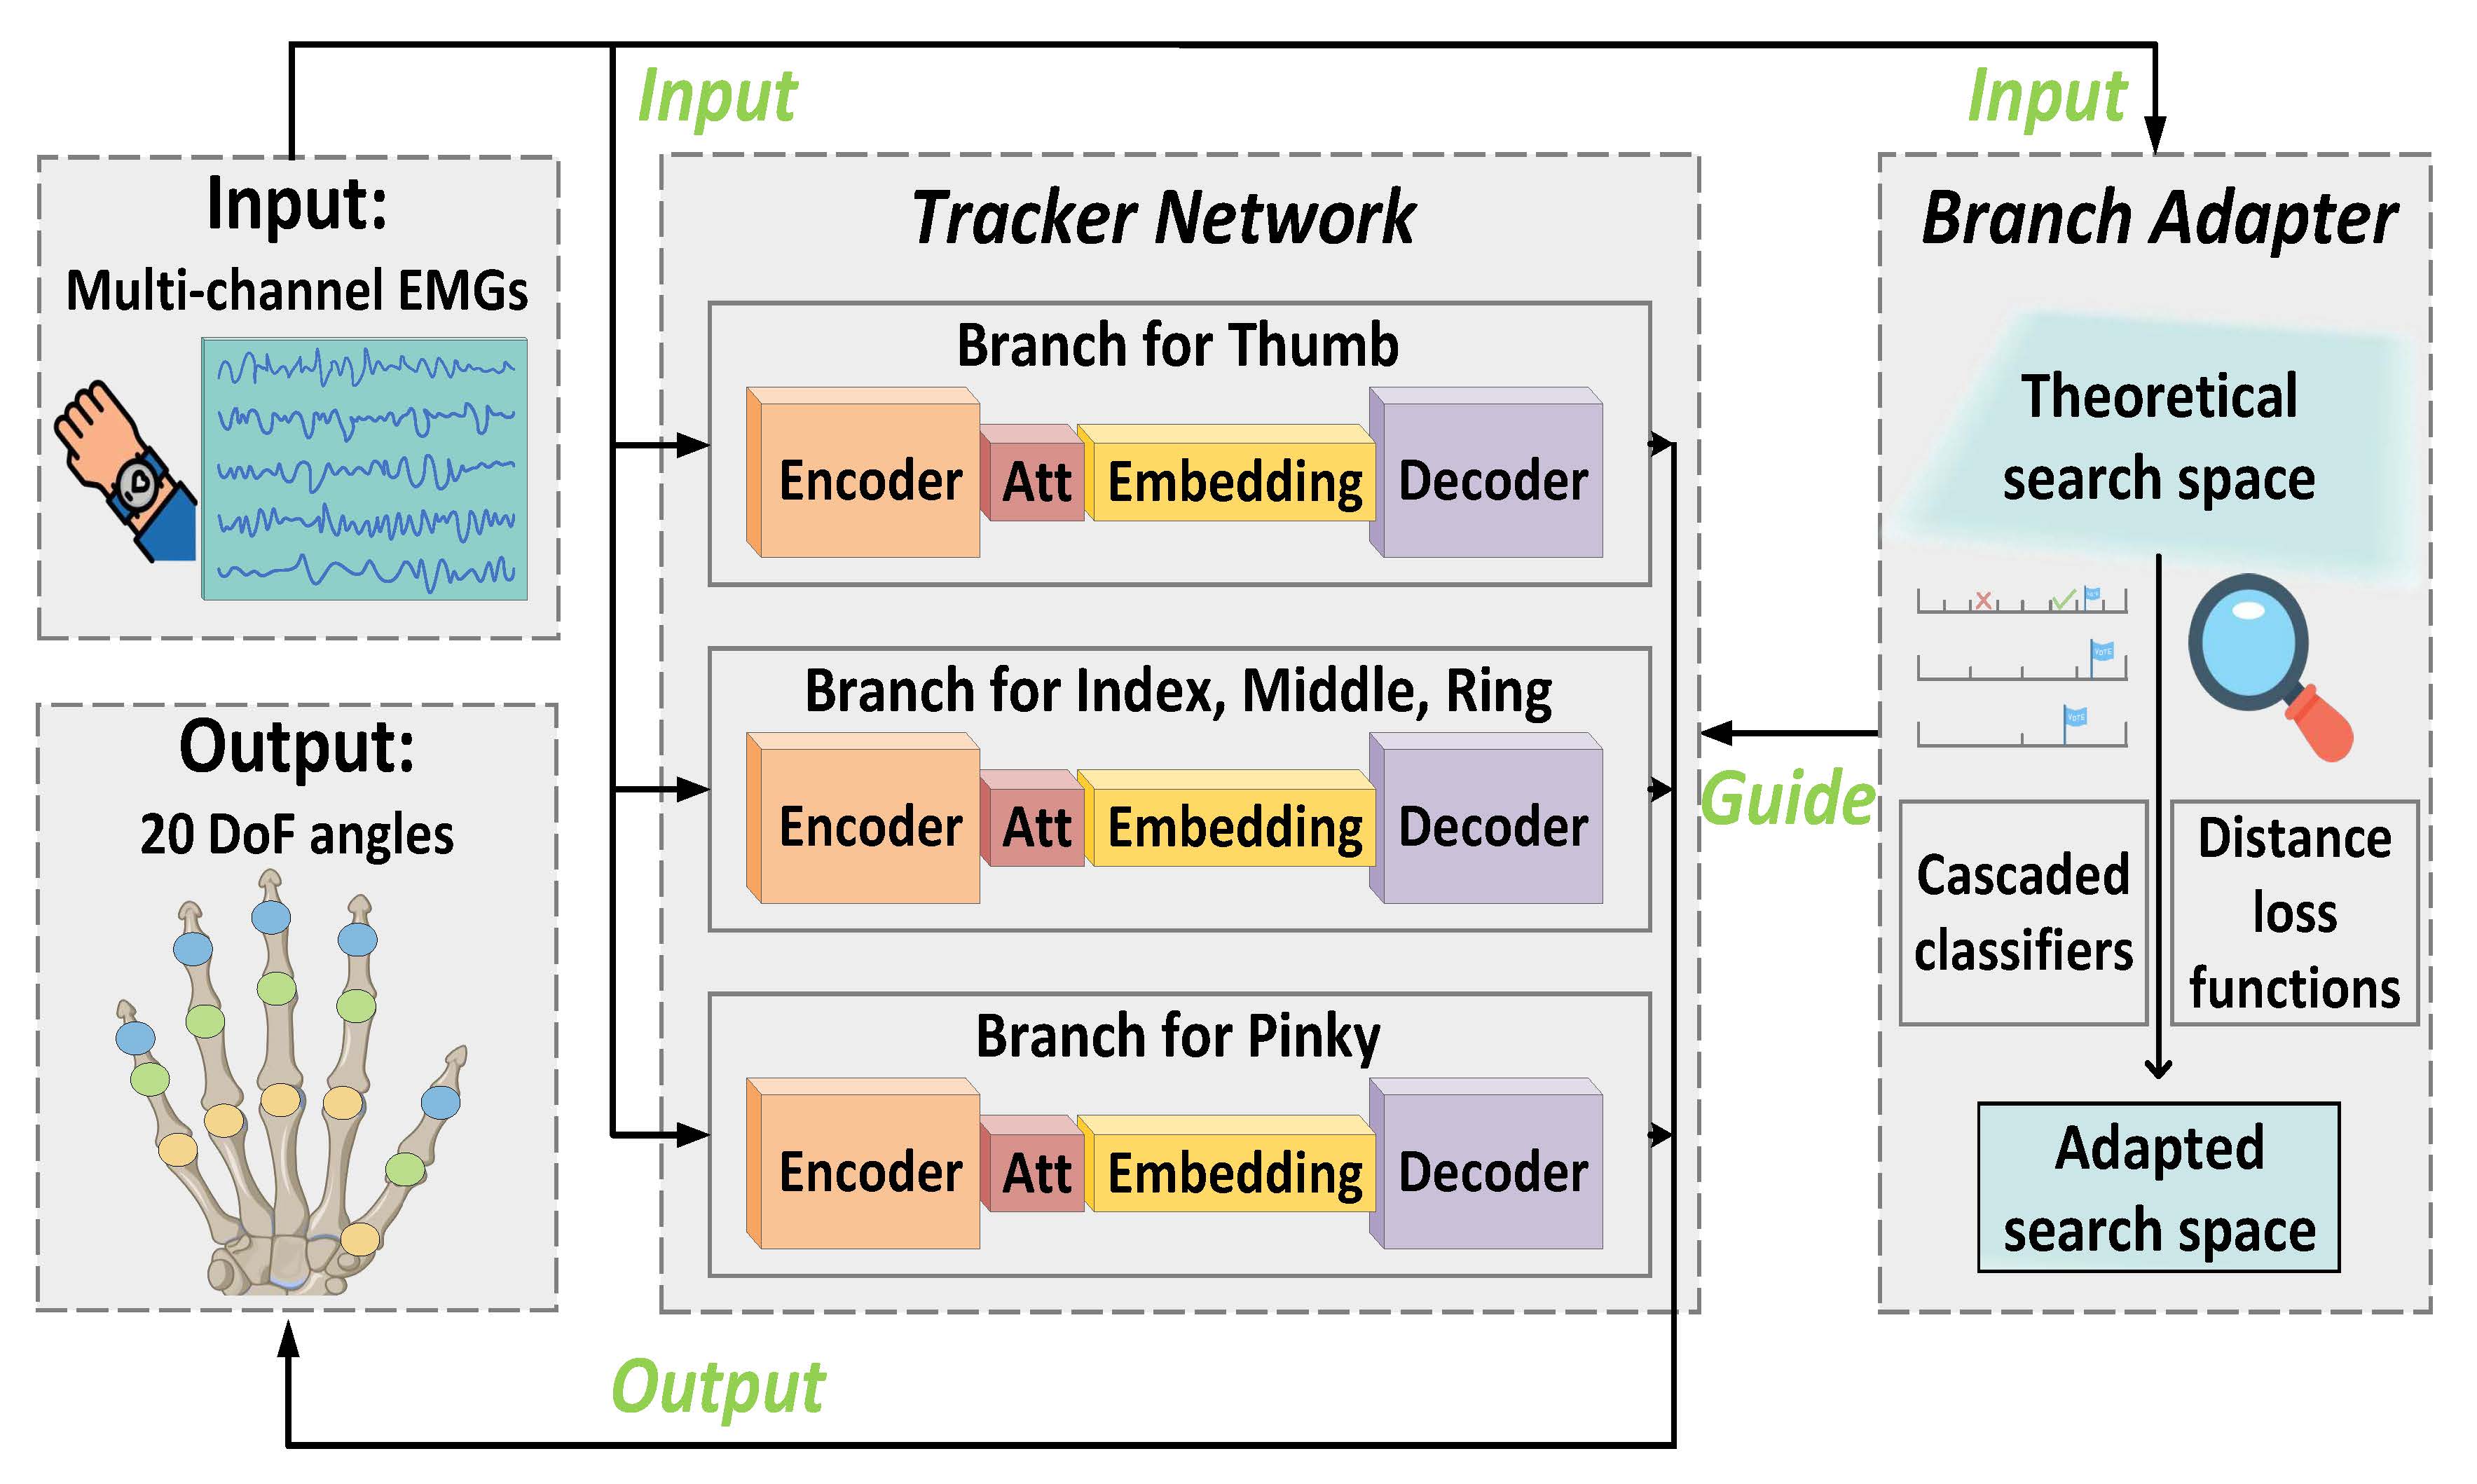 Input
Input
Input:
Multi-channel EMGs
Output:
20 DoF angles
Tracker Network
Branch for Thumb
Encoder
Att
Embedding
Decoder
Branch for Index, Middle, Ring
Encoder
Att
Embedding
Decoder
Branch for Pinky
Encoder
Att
Embedding
Decoder
Output
Guide
Branch Adapter
Theoretical
search space
VOTE
VOTE
Cascaded
classifiers
Distance
loss
functions
Adapted
search space